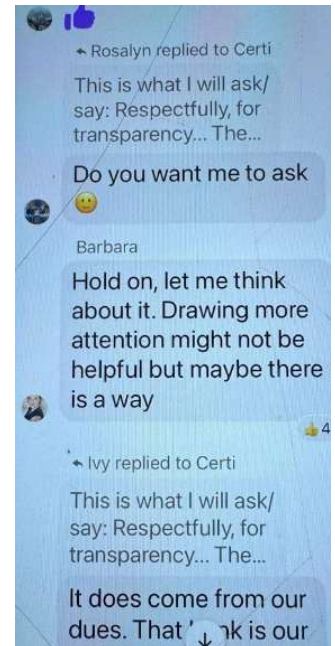 Rosalyn replied to Certi
This is what I will ask/
say: Respectfully, for
transparency... The...
Do you want me to ask
🙂
Barbara
Hold on, let me think
about it. Drawing more
attention might not be
helpful but maybe there
is a way
4
Ivy replied to Certi
This is what I will ask/
say: Respectfully, for
transparency... The...
It does come from our
dues. That is our